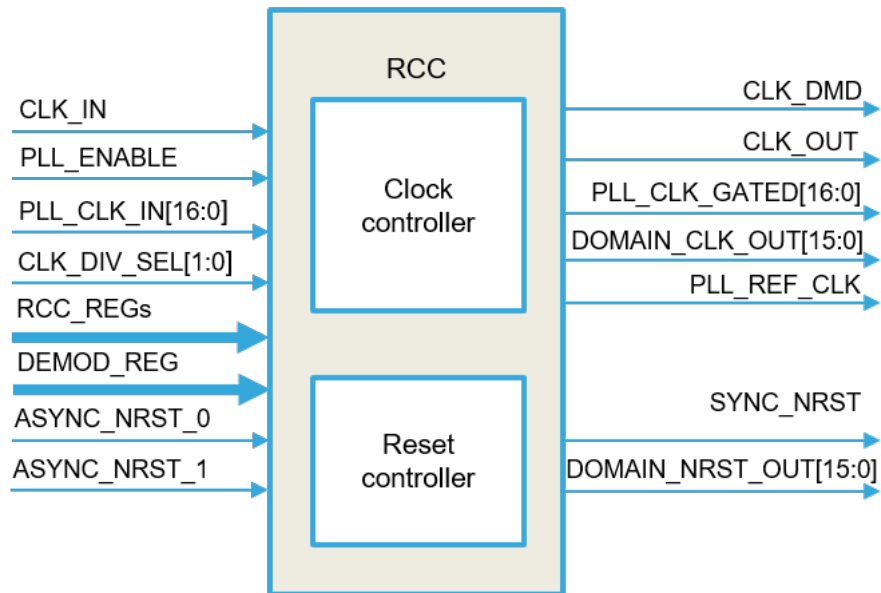 RCC
CLK_IN
PLL_ENABLE
PLL_CLK_IN[16:0]
CLK_DIV_SEL[1:0]
RCC_REGs
DEMOD_REG
ASYNC_NRST_0
ASYNC_NRST_1
Clock
controller
Reset
controller
CLK_DMD
CLK_OUT
PLL_CLK_GATED[16:0]
DOMAIN_CLK_OUT[15:0]
PLL_REF_CLK
SYNC_NRST
DOMAIN_NRST_OUT[15:0]